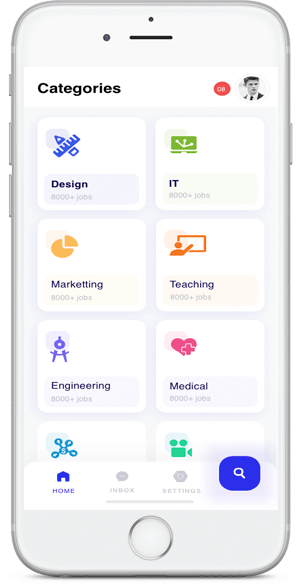 Categories
DB
Design
8000+ jobs
IT
8000+ jobs
Marketting
8000+ jobs
Teaching
8000+ jobs
Engineering
8000+ jobs
Medical
8000+ jobs
HOME
INBOX
SETTINGS